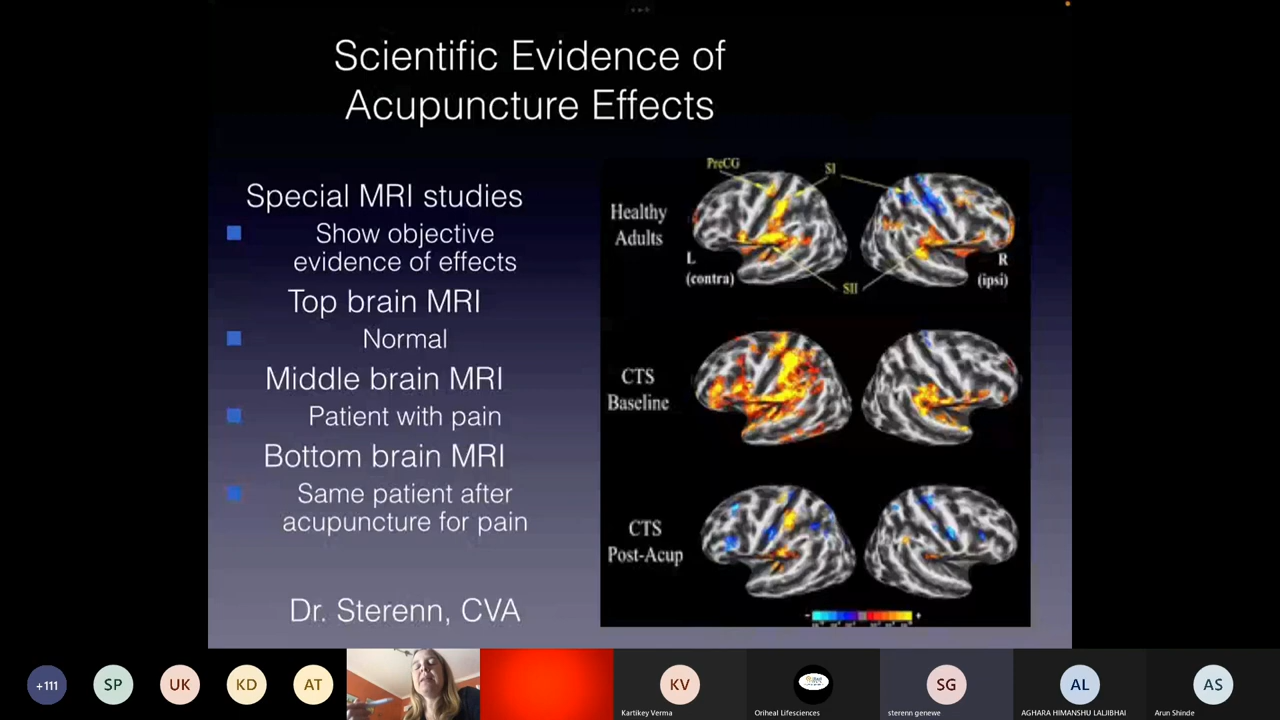 Scientific Evidence of
Acupuncture Effects
Special MRI studies
Show objective
evidence of effects
Top brain MRI
Normal
Middle brain MRI
Patient with pain
Bottom brain MRI
Same patient after
acupuncture for pain
Dr. Sterenn, CVA
PreCG
SI
Healthy
Adults
L
(contra)
R
(ipsi)
SII
CTS
Baseline
CTS
Post-Acup
- +
+111
SP
UK
KD
AT
KV
Kartikey Verma
Oriheal Lifesciences
SG
sterenn genewe
AL
AGHARA HIMANSHU LALJIBHAI
AS
Arun Shinde